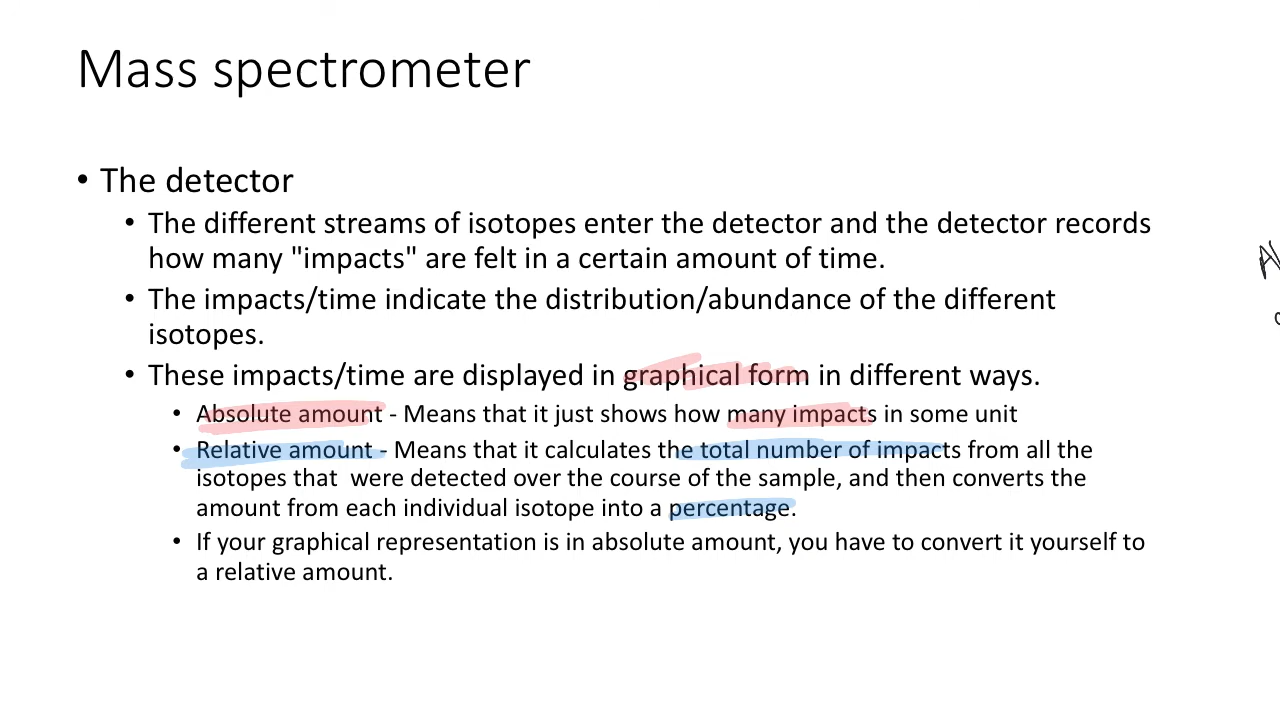 Mass spectrometer
• The detector
• The different streams of isotopes enter the detector and the detector records
how many "impacts" are felt in a certain amount of time.
• The impacts/time indicate the distribution/abundance of the different
isotopes.
• These impacts/time are displayed in graphical form in different ways.
• Absolute amount - Means that it just shows how many impacts in some unit
• Relative amount - Means that it calculates the total number of impacts from all the
isotopes that  were detected over the course of the sample, and then converts the
amount from each individual isotope into a percentage.
• If your graphical representation is in absolute amount, you have to convert it yourself to
a relative amount.